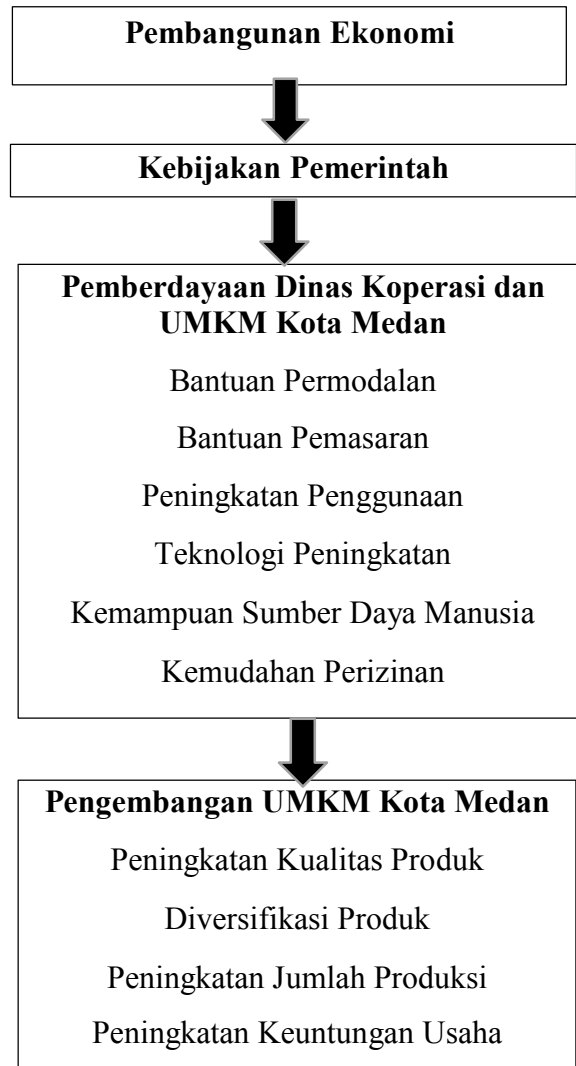 Pembangunan Ekonomi
Kebijakan Pemerintah
Pemberdayaan Dinas Koperasi dan
UMKM Kota Medan
Bantuan Permodalan
Bantuan Pemasaran
Peningkatan Penggunaan
Teknologi Peningkatan
Kemampuan Sumber Daya Manusia
Kemudahan Perizinan
Pengembangan UMKM Kota Medan
Peningkatan Kualitas Produk
Diversifikasi Produk
Peningkatan Jumlah Produksi
Peningkatan Keuntungan Usaha